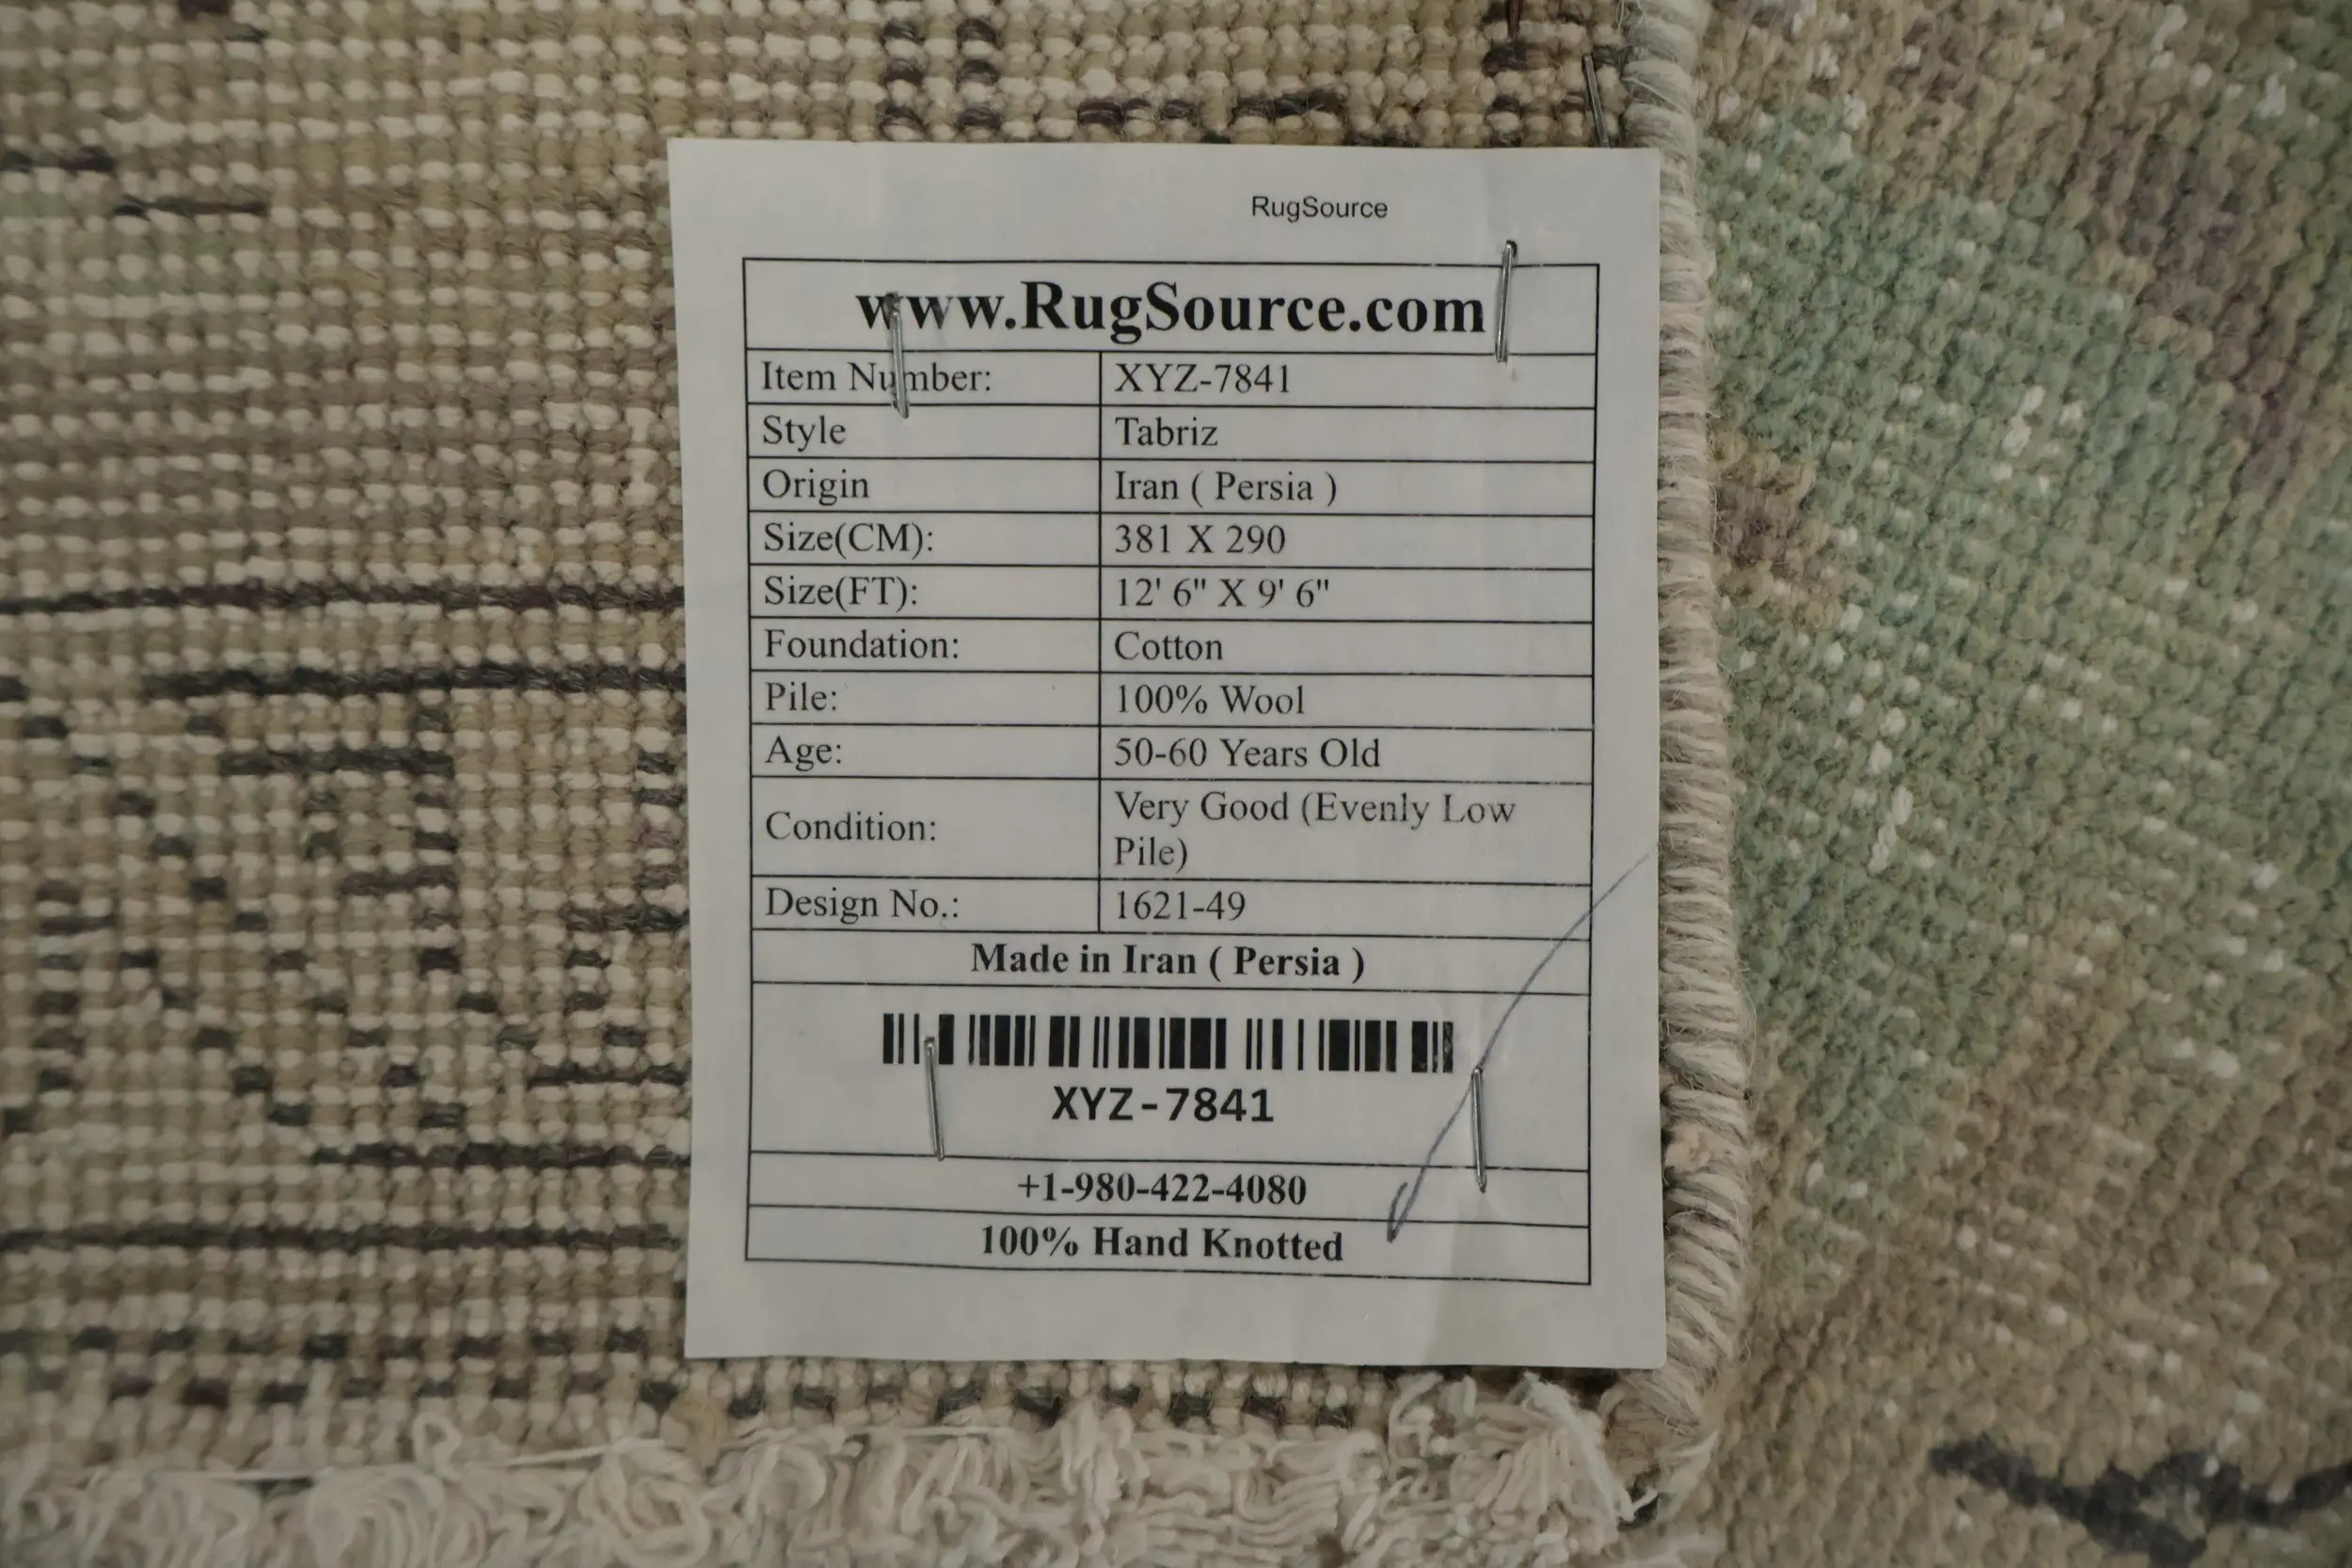 RugSource
www.RugSource.com
Item Number: XYZ-7841
Style Tabriz
Origin Iran ( Persia )
Size(CM): 381 X 290
Size(FT): 12' 6" X 9' 6"
Foundation: Cotton
Pile: 100% Wool
Age: 50-60 Years Old
Condition: Very Good (Evenly Low
Pile)
Design No.: 1621-49
Made in Iran ( Persia )
XYZ-7841
+1-980-422-4080
100% Hand Knotted